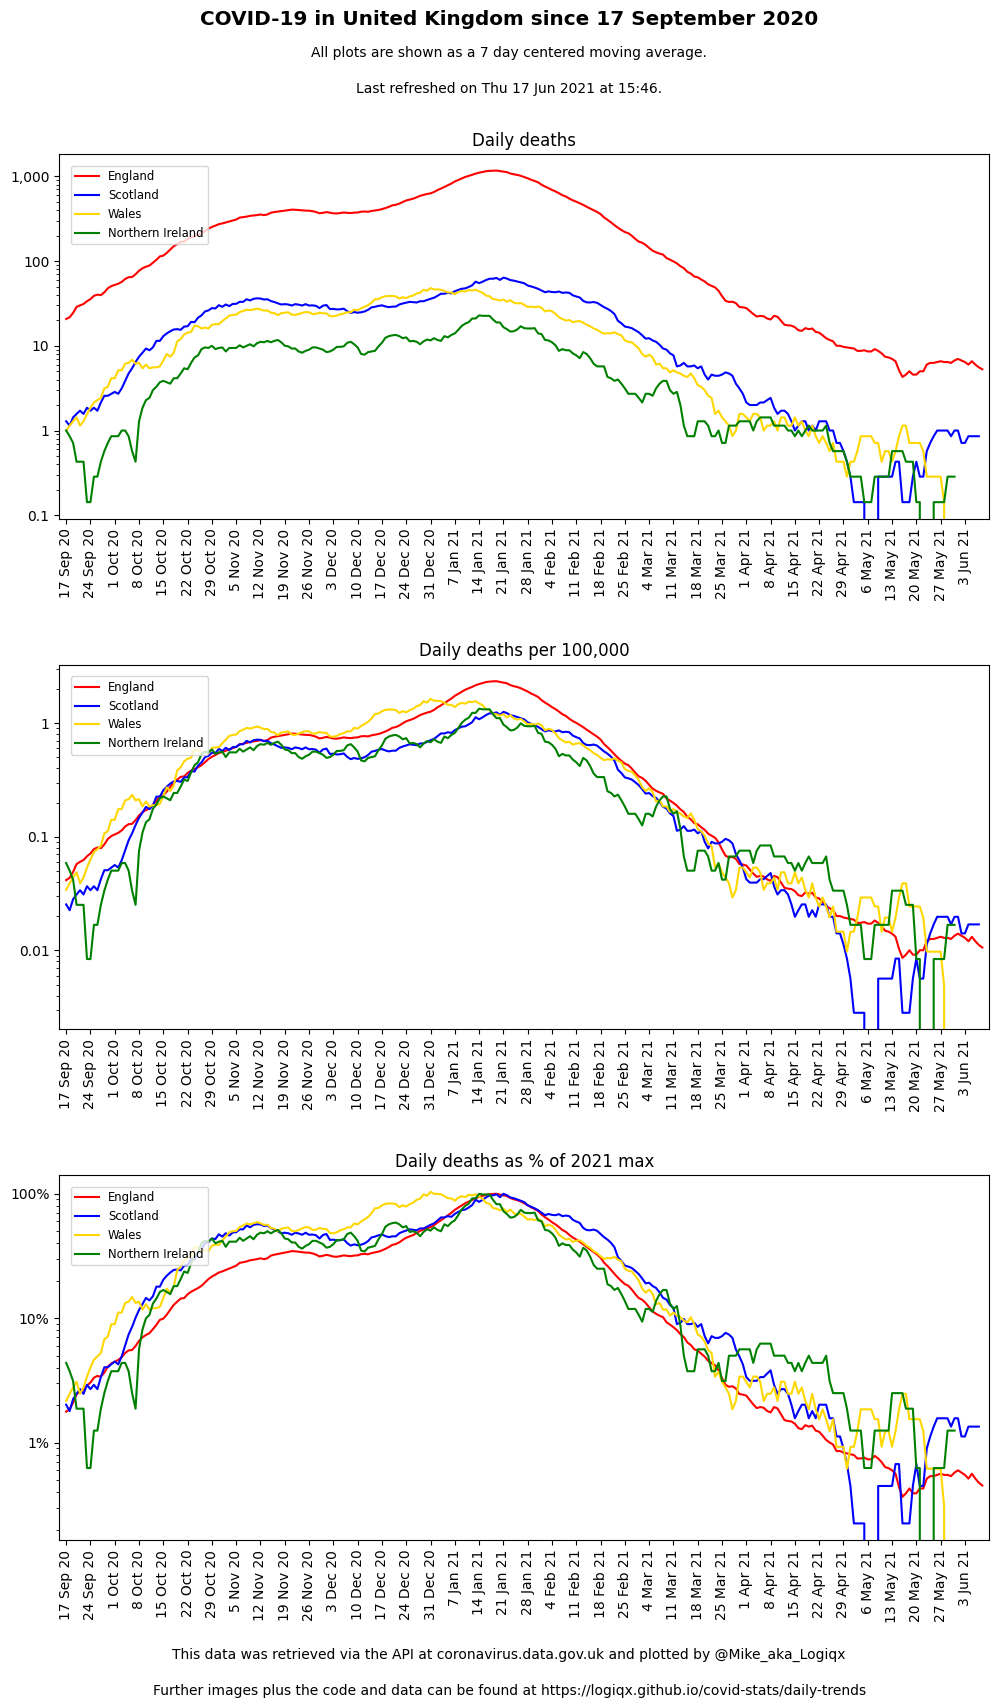 COVID-19 in United Kingdom since 17 September 2020
All plots are shown as a 7 day centered moving average.
Last refreshed on Thu 17 Jun 2021 at 15:46.
Daily deaths
1,000
100
10
1
0.1
England
Scotland
Wales
Northern Ireland
17 Sep 20
24 Sep 20
1 Oct 20
8 Oct 20
15 Oct 20
22 Oct 20
29 Oct 20
5 Nov 20
12 Nov 20
19 Nov 20
26 Nov 20
3 Dec 20
10 Dec 20
17 Dec 20
24 Dec 20
31 Dec 20
7 Jan 21
14 Jan 21
21 Jan 21
28 Jan 21
4 Feb 21
11 Feb 21
18 Feb 21
25 Feb 21
4 Mar 21
11 Mar 21
18 Mar 21
25 Mar 21
1 Apr 21
8 Apr 21
15 Apr 21
22 Apr 21
29 Apr 21
6 May 21
13 May 21
20 May 21
27 May 21
3 Jun 21
Daily deaths per 100,000
1
0.1
0.01
England
Scotland
Wales
Northern Ireland
17 Sep 20
24 Sep 20
1 Oct 20
8 Oct 20
15 Oct 20
22 Oct 20
29 Oct 20
5 Nov 20
12 Nov 20
19 Nov 20
26 Nov 20
3 Dec 20
10 Dec 20
17 Dec 20
24 Dec 20
31 Dec 20
7 Jan 21
14 Jan 21
21 Jan 21
28 Jan 21
4 Feb 21
11 Feb 21
18 Feb 21
25 Feb 21
4 Mar 21
11 Mar 21
18 Mar 21
25 Mar 21
1 Apr 21
8 Apr 21
15 Apr 21
22 Apr 21
29 Apr 21
6 May 21
13 May 21
20 May 21
27 May 21
3 Jun 21
Daily deaths as % of 2021 max
100%
10%
1%
England
Scotland
Wales
Northern Ireland
17 Sep 20
24 Sep 20
1 Oct 20
8 Oct 20
15 Oct 20
22 Oct 20
29 Oct 20
5 Nov 20
12 Nov 20
19 Nov 20
26 Nov 20
3 Dec 20
10 Dec 20
17 Dec 20
24 Dec 20
31 Dec 20
7 Jan 21
14 Jan 21
21 Jan 21
28 Jan 21
4 Feb 21
11 Feb 21
18 Feb 21
25 Feb 21
4 Mar 21
11 Mar 21
18 Mar 21
25 Mar 21
1 Apr 21
8 Apr 21
15 Apr 21
22 Apr 21
29 Apr 21
6 May 21
13 May 21
20 May 21
27 May 21
3 Jun 21
This data was retrieved via the API at coronavirus.data.gov.uk and plotted by @Mike_aka_Logiqx
Further images plus the code and data can be found at https://logiqx.github.io/covid-stats/daily-trends